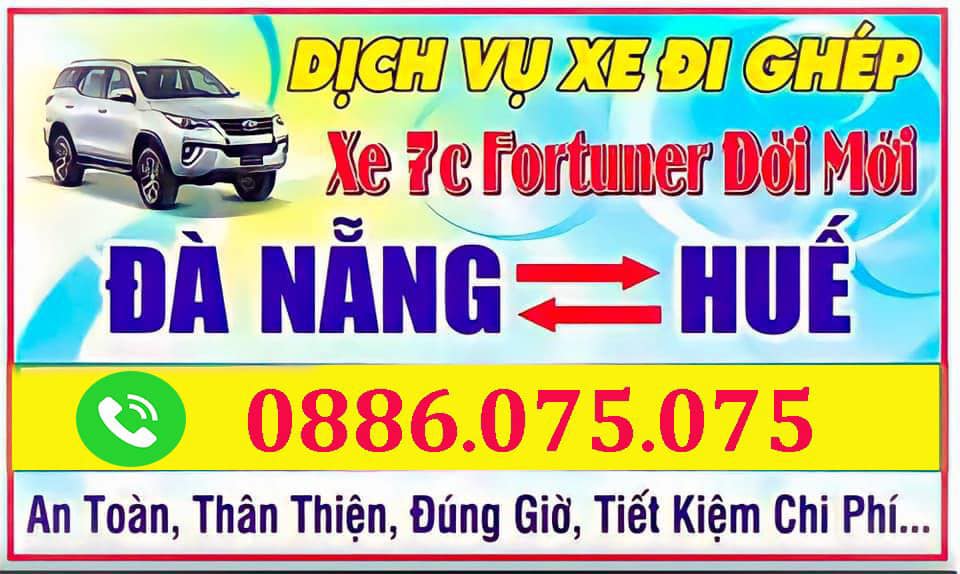 DỊCH VỤ XE ĐI GHÉP
Xe 7c Fortuner Đời Mới
ĐÀ NẴNG HUẾ
0886.075.075
An Toàn, Thân Thiện, Đúng Giờ, Tiết Kiệm Chi Phí...